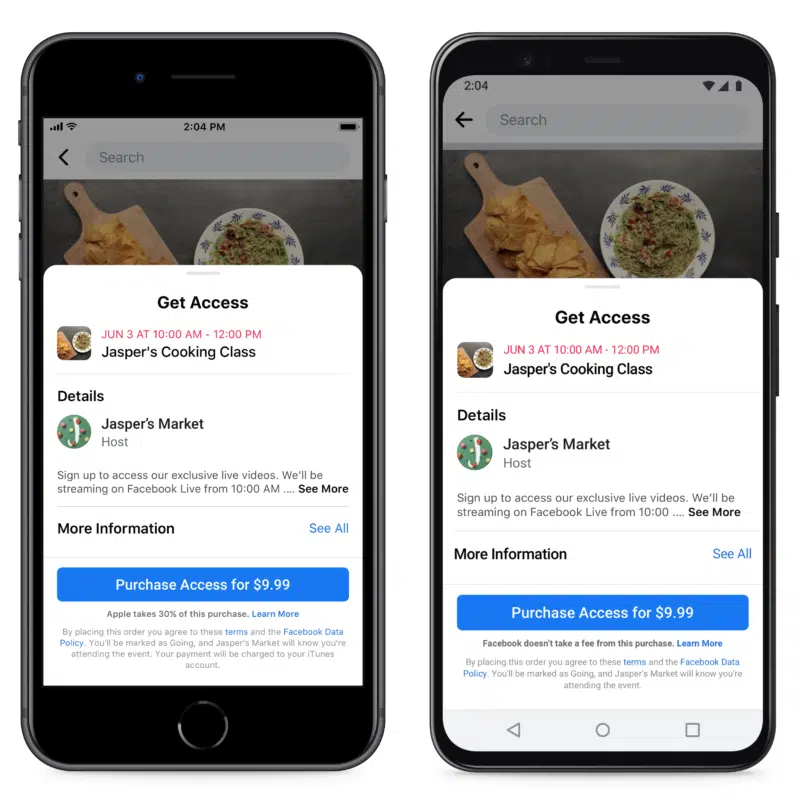 2:04 PM
Search
Get Access
JUN 3 AT 10:00 AM - 12:00 PM
Jasper's Cooking Class
Details
Jasper's Market
Host
Sign up to access our exclusive live videos. We'll be
streaming on Facebook Live from 10:00 AM .... See More
More Information See All
Purchase Access for $9.99
Apple takes 30% of this purchase. Learn More
By placing this order you agree to these terms and the Facebook Data
Policy. You'll be marked as Going, and Jasper's Market will know you're
attending the event. Your payment will be charged to your iTunes
account.
2:04
Search
Get Access
JUN 3 AT 10:00 AM - 12:00 PM
Jasper's Cooking Class
Details
Jasper's Market
Host
Sign up to access our exclusive live videos. We'll be
streaming on Facebook Live from 10:00 .... See More
More Information See All
Purchase Access for $9.99
Facebook doesn't take a fee from this purchase. Learn More
By placing this order you agree to these terms and the Facebook Data
Policy. You'll be marked as Going, and Jasper's Market will know you're
attending the event.